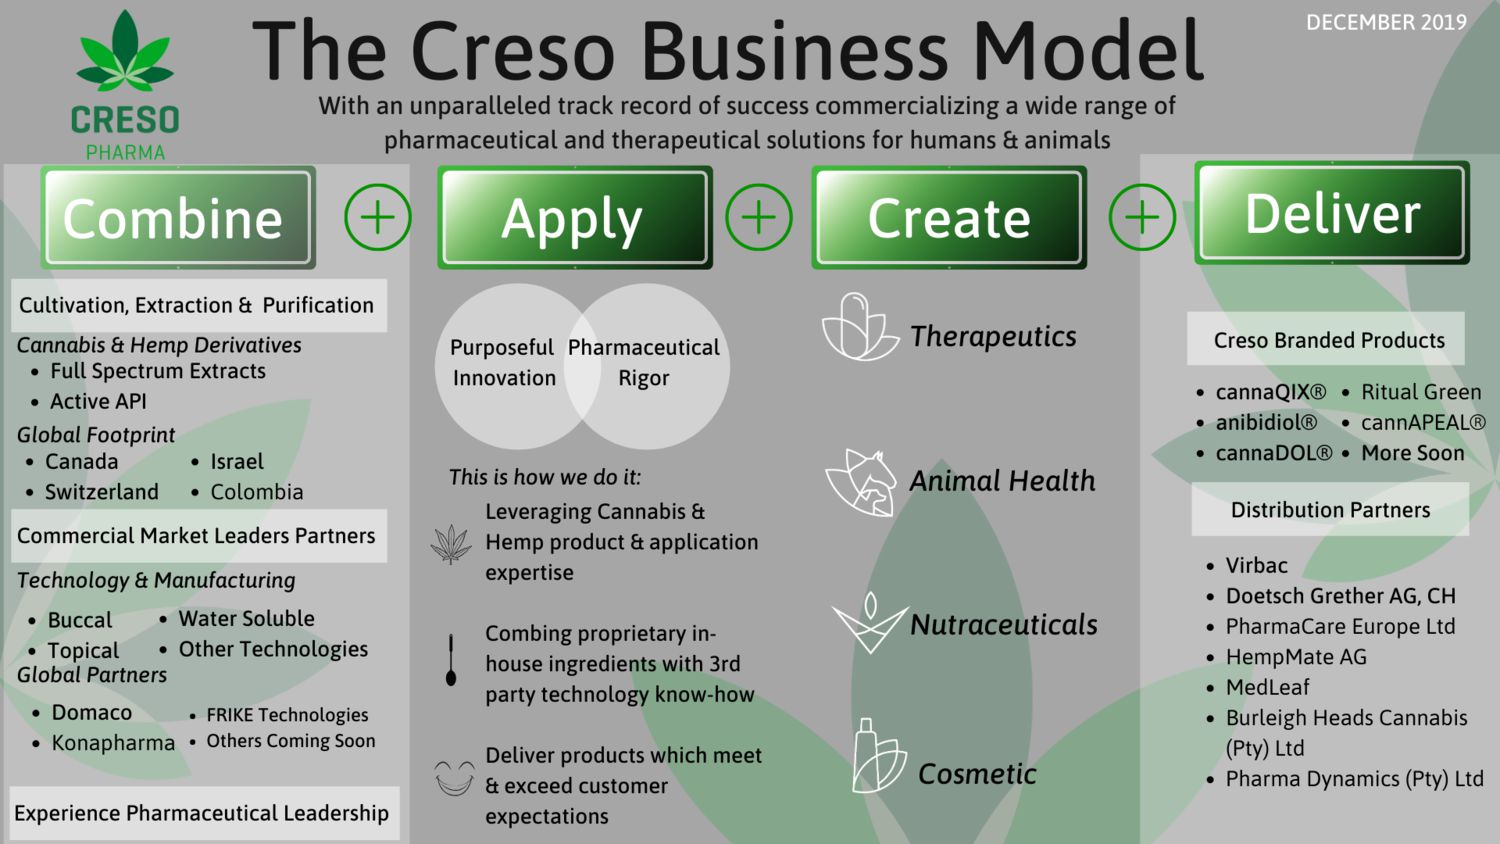 DECEMBER 2019
The Creso Business Model
With an unparalleled track record of success commercializing a wide range of
pharmaceutical and therapeutical solutions for humans & animals
CRESO
PHARMA
Combine
Cultivation, Extraction & Purification
Cannabis & Hemp Derivatives
• Full Spectrum Extracts
• Active API
Global Footprint
• Canada • Israel
• Switzerland • Colombia
Commercial Market Leaders Partners
Technology & Manufacturing
• Buccal • Water Soluble
• Topical • Other Technologies
Global Partners
• Domaco • FRIKE Technologies
• Konapharma • Others Coming Soon
Experience Pharmaceutical Leadership
Apply
Purposeful
Innovation
Pharmaceutical
Rigor
This is how we do it:
Leveraging Cannabis &
Hemp product & application
expertise
Combing proprietary in-
house ingredients with 3rd
party technology know-how
Deliver products which meet
& exceed customer
expectations
Create
Therapeutics
Animal Health
Nutraceuticals
Cosmetic
Deliver
Creso Branded Products
• cannaQIX® • Ritual Green
• anibidiol® • cannAPEAL®
• cannaDOL® • More Soon
Distribution Partners
• Virbac
• Doetsch Grether AG, CH
• PharmaCare Europe Ltd
• HempMate AG
• MedLeaf
• Burleigh Heads Cannabis
(Pty) Ltd
• Pharma Dynamics (Pty) Ltd